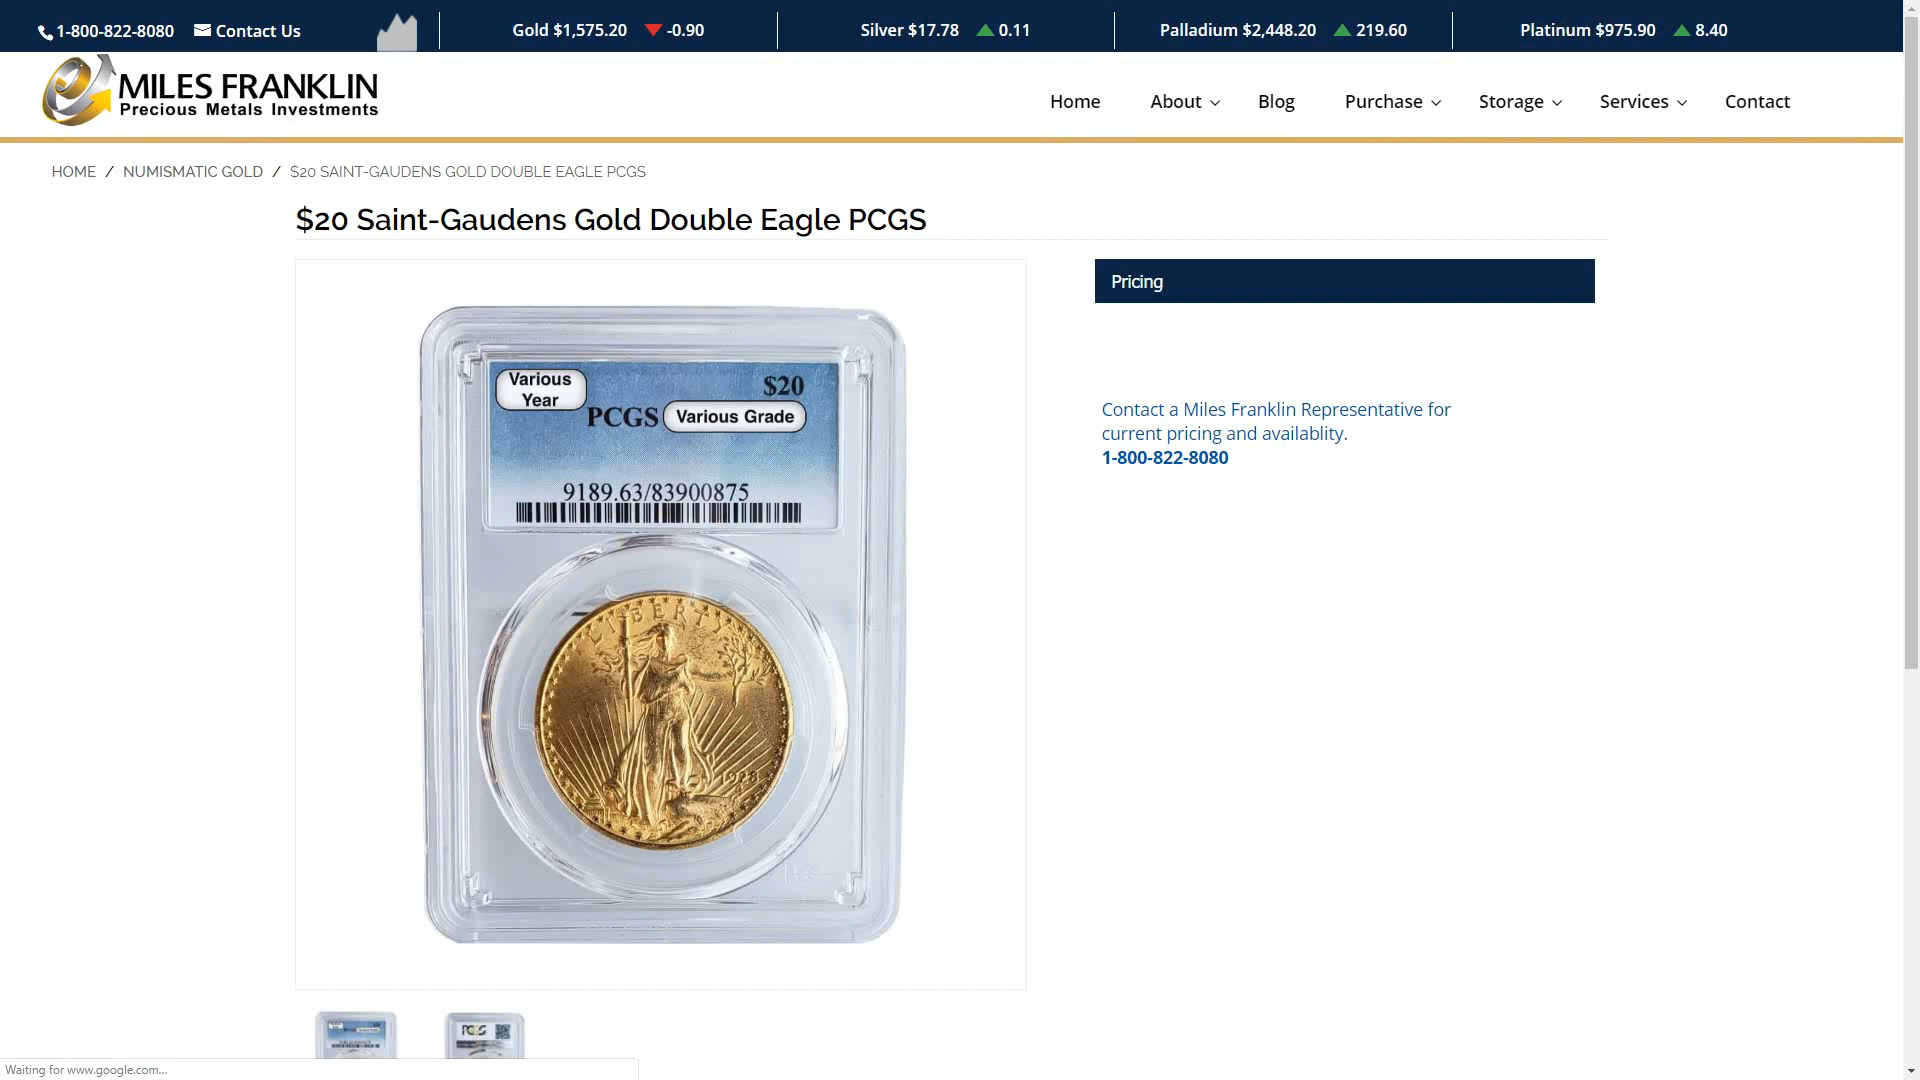 1-800-822-8080 Contact Us Gold $1,575.20 -0.90 Silver $17.78 0.11 Palladium $2,448.20 219.60 Platinum $975.90 8.40
MILES FRANKLIN
Precious Metals Investments
Home About Blog Purchase Storage Services Contact
HOME / NUMISMATIC GOLD / $20 SAINT-GAUDENS GOLD DOUBLE EAGLE PCGS
$20 Saint-Gaudens Gold Double Eagle PCGS
Pricing
Various
Year
$20
PCGS Various Grade
9189.63/83900875
LIBERTY
1928
Contact a Miles Franklin Representative for
current pricing and availablity.
1-800-822-8080
PCGS
Waiting for www.google.com...